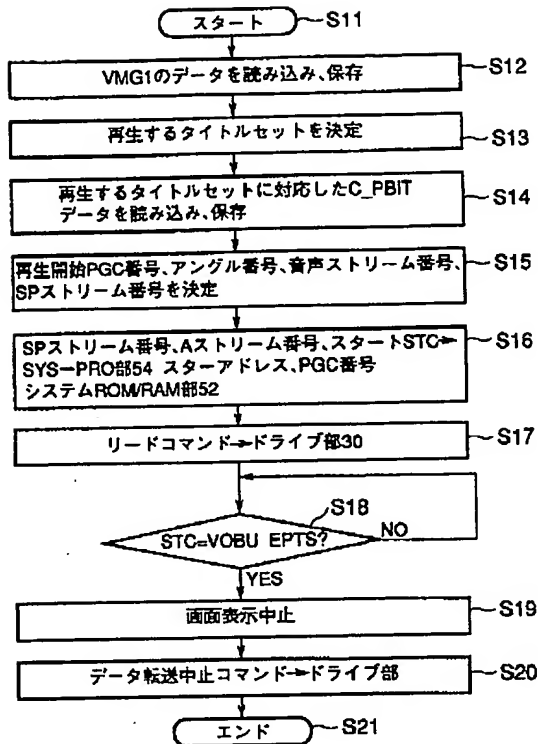 スタート S11
VMG1のデータを読み込み、保存 S12
再生するタイトルセットを決定 S13
再生するタイトルセットに対応したC_PBIT S14
データを読み込み、保存
再生開始PGC番号、アングル番号、音声ストリーム番号、 S15
SPストリーム番号を決定
SPストリーム番号、Aストリーム番号、スタートSTC→ S16
SYS−PRO部54 スターアドレス、PGC番号
システムROM/RAM部52
リードコマンド→ドライブ部30 S17
S18
STC=VOBU EPTS? NO
YES
画面表示中止 S19
データ転送中止コマンド→ドライブ部 S20
エンド S21